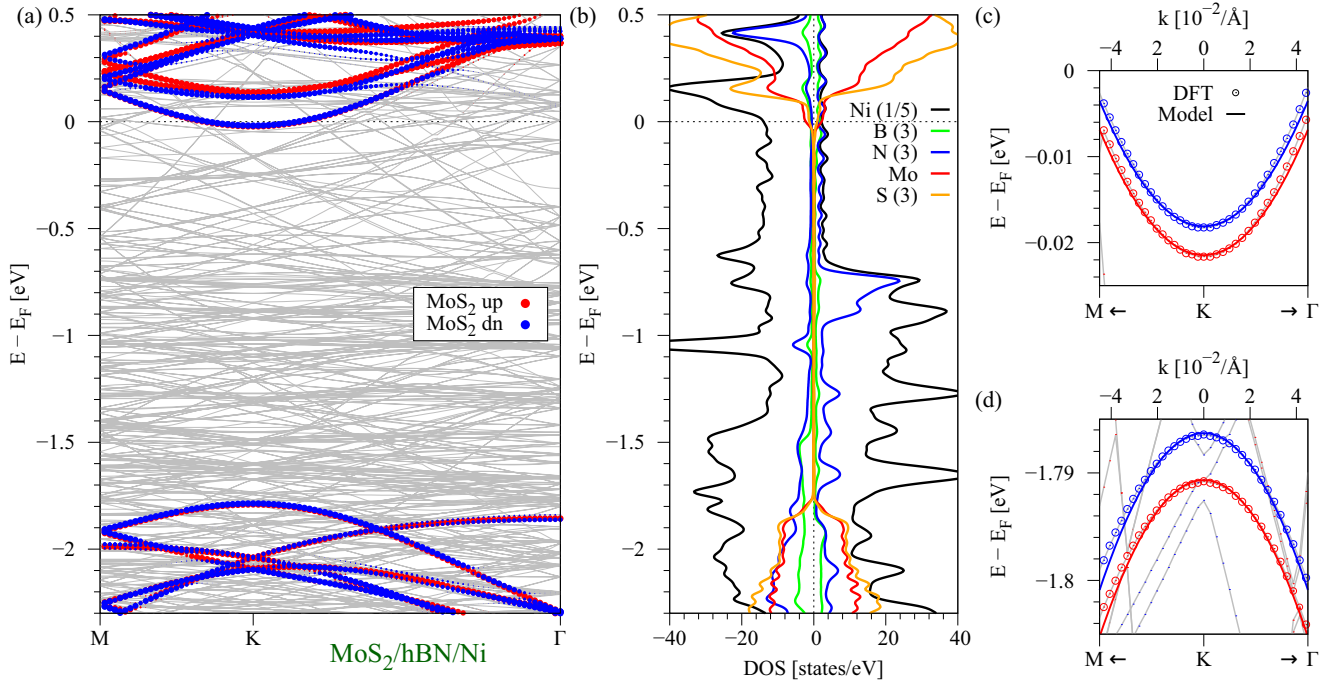 (a)
0.5
0
−0.5
−1
−1.5
−2
E − E_F [eV]
MoS₂ up
MoS₂ dn
M
K
Γ
MoS₂/hBN/Ni
(b)
0.5
0
−0.5
−1
−1.5
−2
E − E_F [eV]
Ni (1/5)
B (3)
N (3)
Mo
S (3)
−40
−20
0
20
40
DOS [states/eV]
(c)
k [10⁻²/Å]
−4
−2
0
2
4
0
−0.01
−0.02
E − E_F [eV]
DFT
Model
M ←
K
→ Γ
(d)
k [10⁻²/Å]
−4
−2
0
2
4
−1.79
−1.8
E − E_F [eV]
M ←
K
→ Γ